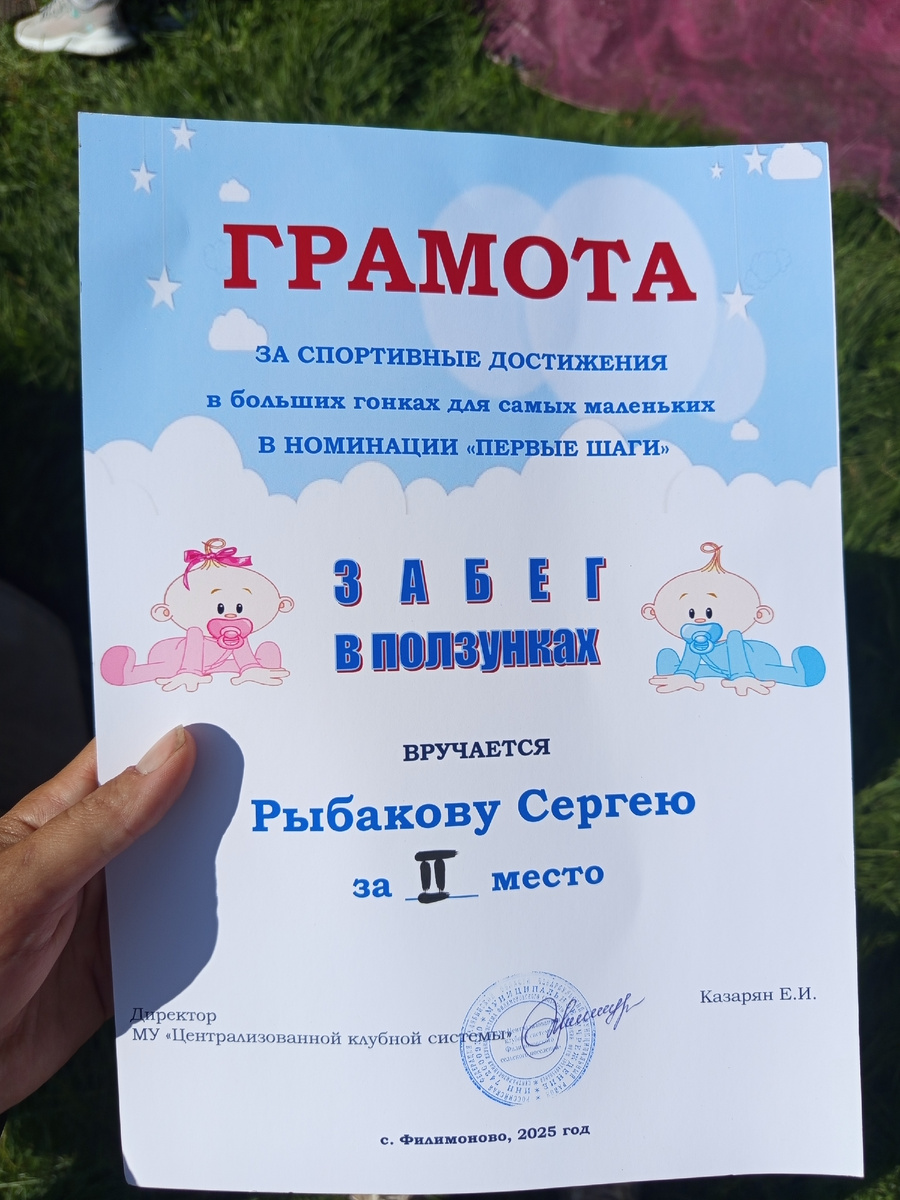 ГРАМОТА
ЗА СПОРТИВНЫЕ ДОСТИЖЕНИЯ
в больших гонках для самых маленьких
В НОМИНАЦИИ «ПЕРВЫЕ ШАГИ»
ЗАБЕГ
в ползунках
ВРУЧАЕТСЯ
Рыбакову Сергею
за II место
Директор
МУ «Централизованной клубной системы»
Казарян Е.И.
с. Филимоново, 2025 год